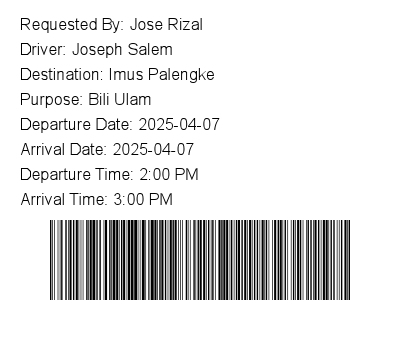 Requested By: Jose Rizal
Driver: Joseph Salem
Destination: Imus Palengke
Purpose: Bili Ulam
Departure Date: 2025-04-07
Arrival Date: 2025-04-07
Departure Time: 2:00 PM
Arrival Time: 3:00 PM